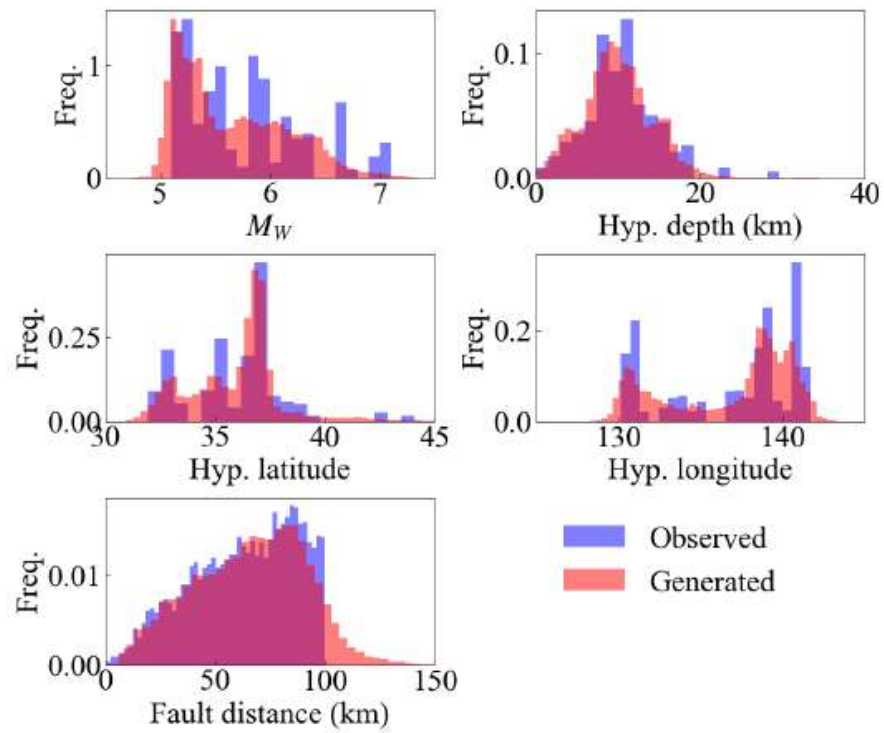 Freq.
1
0
5 6 7
M_W
Freq.
0.1
0.0
0 20 40
Hyp. depth (km)
Freq.
0.25
0.00
30 35 40 45
Hyp. latitude
Freq.
0.2
0.0
130 140
Hyp. longitude
Freq.
0.01
0.00
0 50 100 150
Fault distance (km)
Observed
Generated